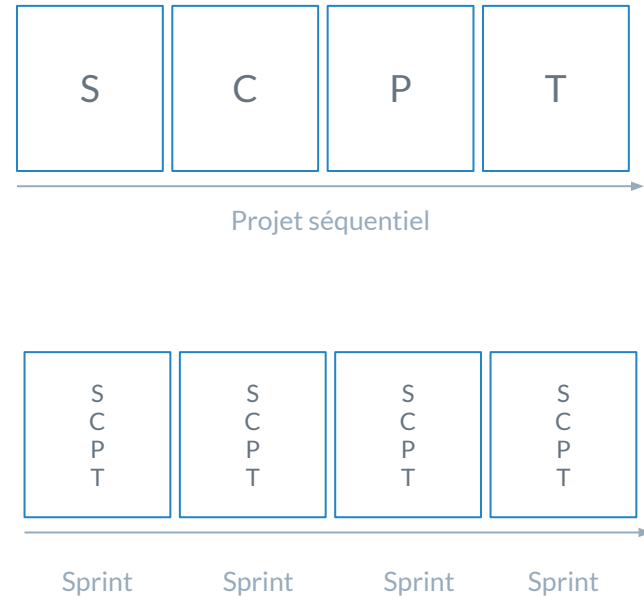 S C P T
Projet séquentiel
S S S S
C C C C
P P P P
T T T T
Sprint Sprint Sprint Sprint